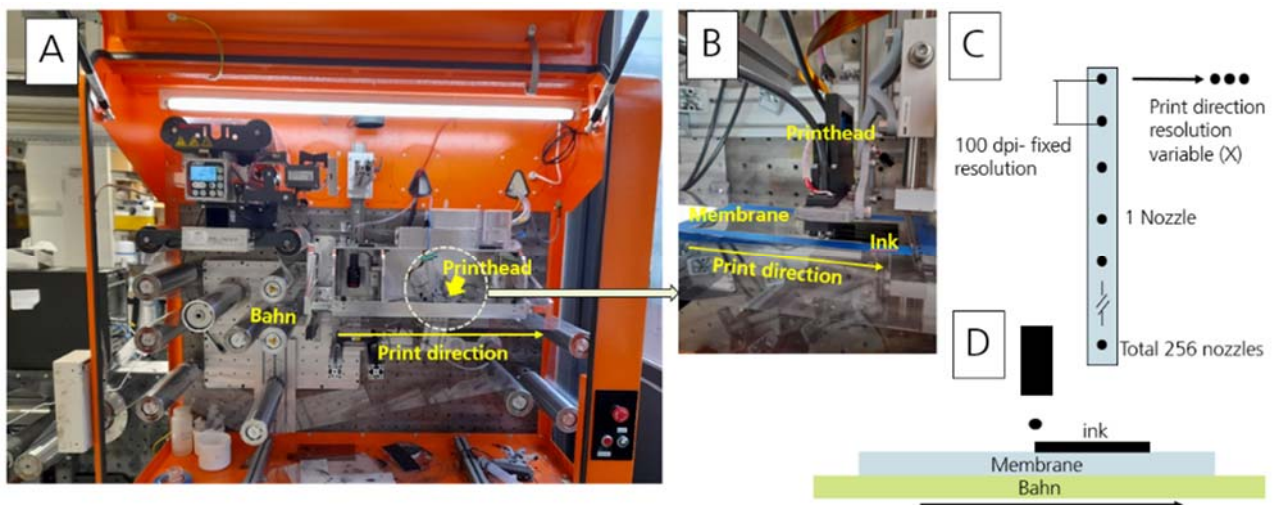 A
Printhead
Bahn
Print direction
B
Printhead
Membrane
Ink
Print direction
C
100 dpi- fixed
resolution
Print direction
resolution
variable (X)
1 Nozzle
Total 256 nozzles
D
ink
Membrane
Bahn